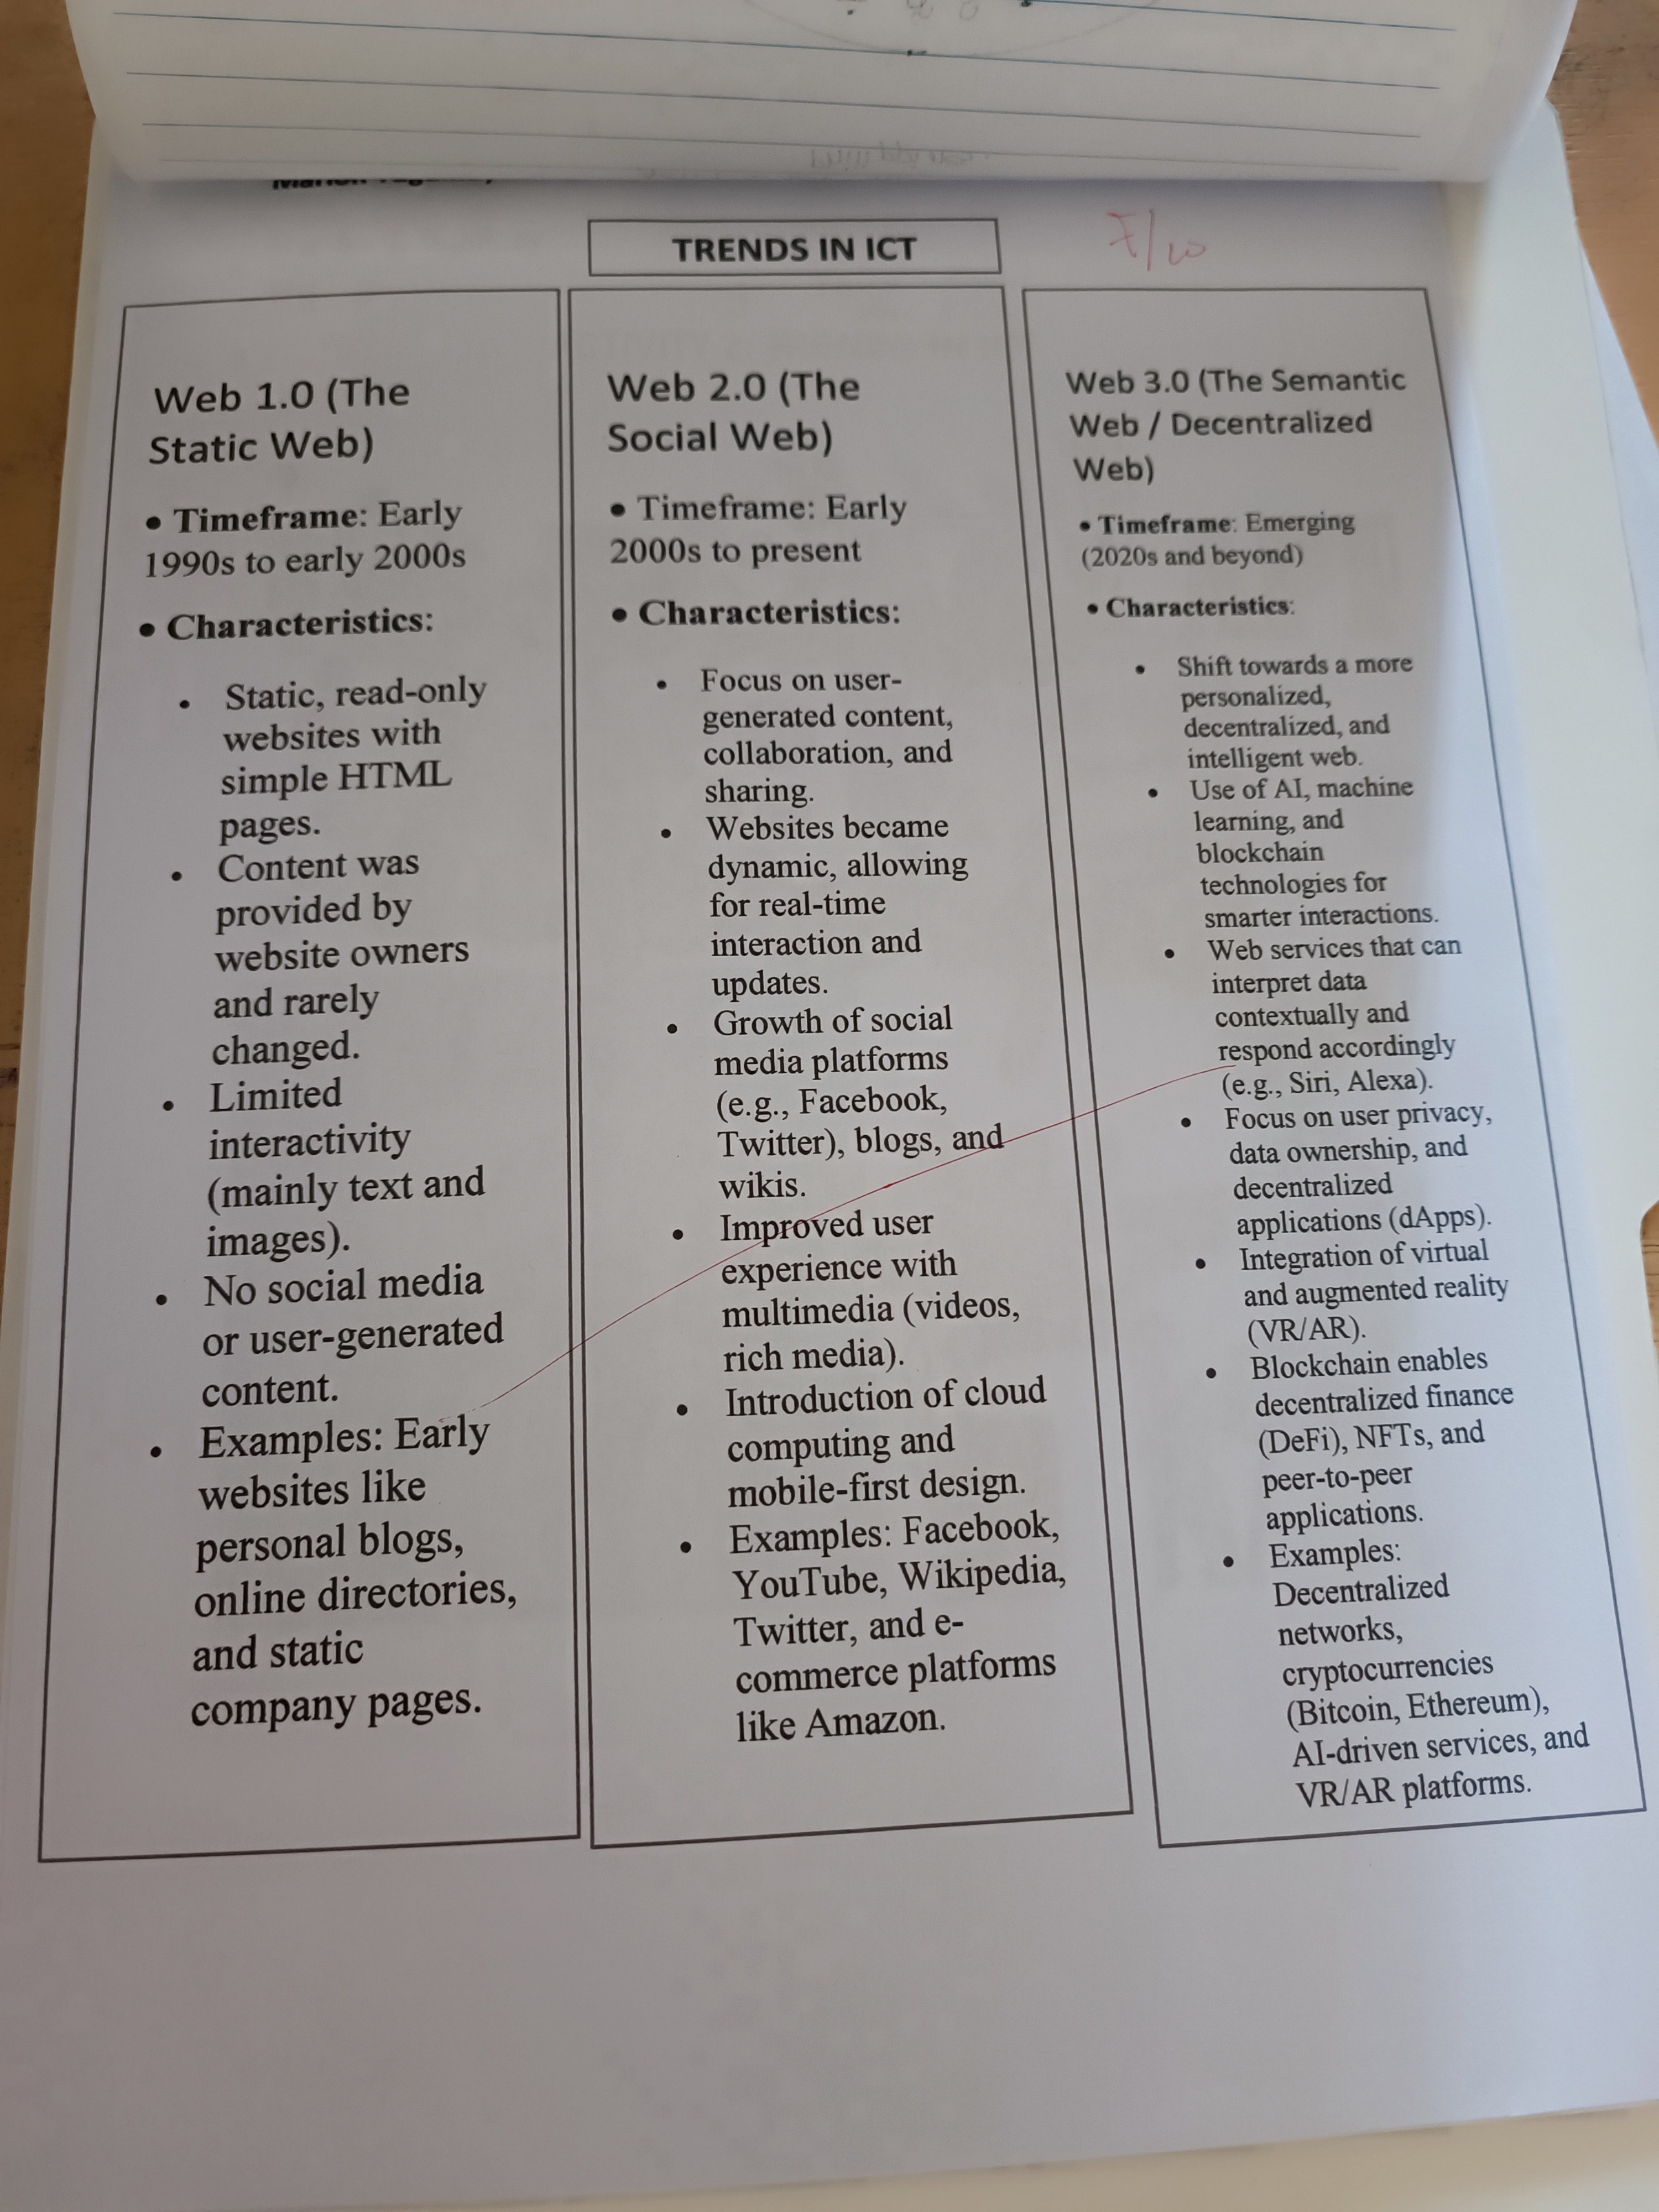 TRENDS IN ICT
7/10
Web 1.0 (The
Static Web)
• Timeframe: Early
1990s to early 2000s
• Characteristics:
• Static, read-only
websites with
simple HTML
pages.
• Content was
provided by
website owners
and rarely
changed.
• Limited
interactivity
(mainly text and
images).
• No social media
or user-generated
content.
• Examples: Early
websites like
personal blogs,
online directories,
and static
company pages.
Web 2.0 (The
Social Web)
• Timeframe: Early
2000s to present
• Characteristics:
• Focus on user-
generated content,
collaboration, and
sharing.
• Websites became
dynamic, allowing
for real-time
interaction and
updates.
• Growth of social
media platforms
(e.g., Facebook,
Twitter), blogs, and
wikis.
• Improved user
experience with
multimedia (videos,
rich media).
• Introduction of cloud
computing and
mobile-first design.
• Examples: Facebook,
YouTube, Wikipedia,
Twitter, and e-
commerce platforms
like Amazon.
Web 3.0 (The Semantic
Web / Decentralized
Web)
• Timeframe: Emerging
(2020s and beyond)
• Characteristics:
• Shift towards a more
personalized,
decentralized, and
intelligent web.
• Use of AI, machine
learning, and
blockchain
technologies for
smarter interactions.
• Web services that can
interpret data
contextually and
respond accordingly
(e.g., Siri, Alexa).
• Focus on user privacy,
data ownership, and
decentralized
applications (dApps).
• Integration of virtual
and augmented reality
(VR/AR).
• Blockchain enables
decentralized finance
(DeFi), NFTs, and
peer-to-peer
applications.
• Examples:
Decentralized
networks,
cryptocurrencies
(Bitcoin, Ethereum),
AI-driven services, and
VR/AR platforms.